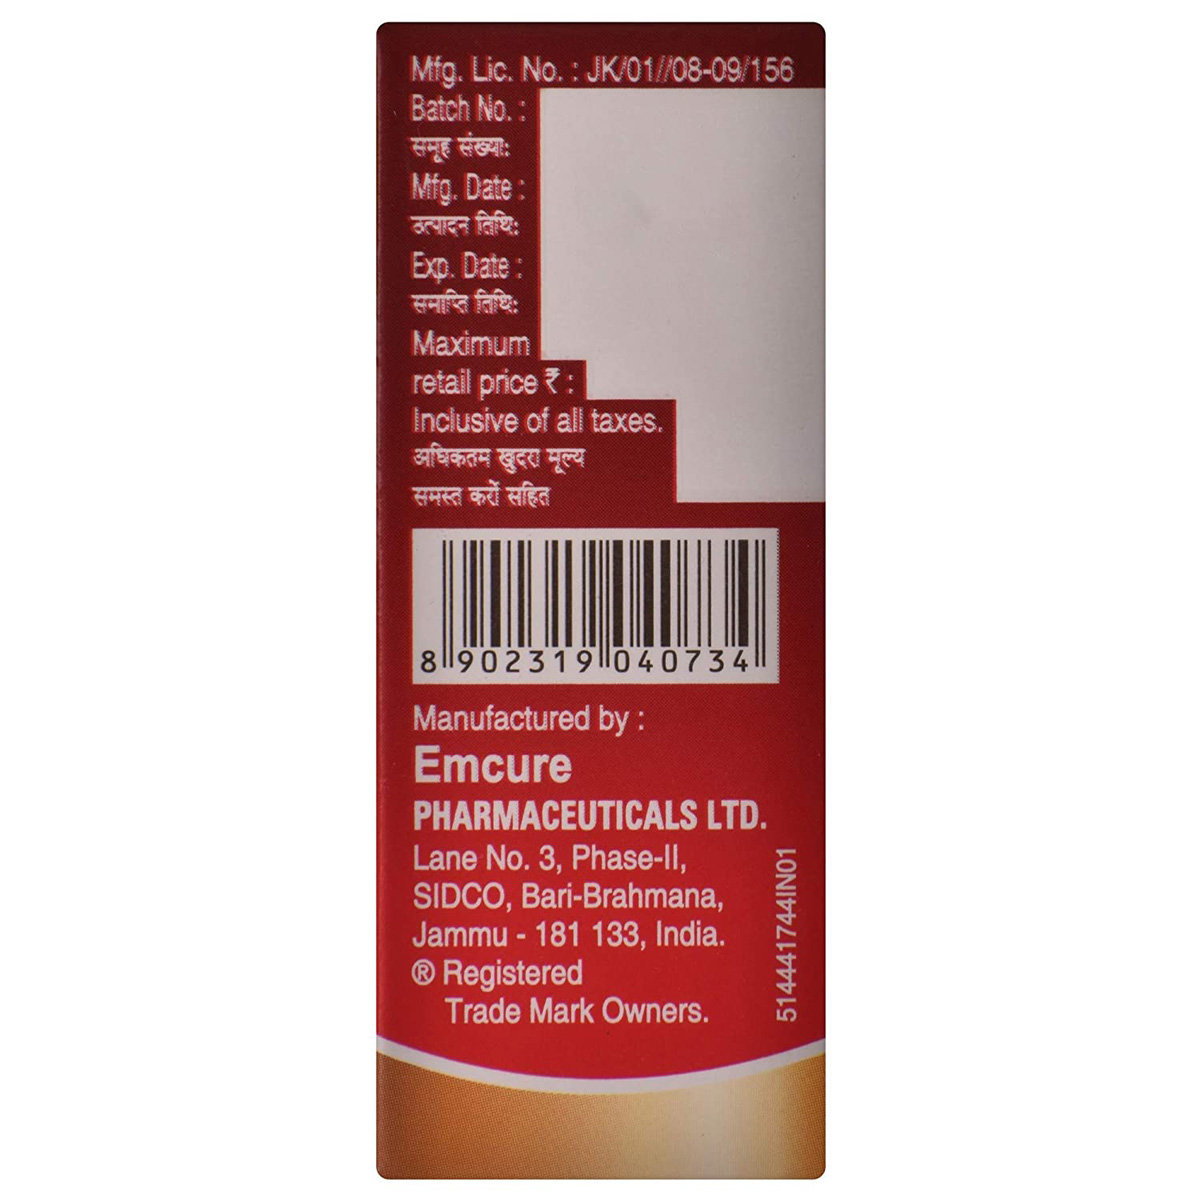 Mfg. Lic. No. : JK/01//08-09/156
Batch No. :
समूह संख्या:
Mfg. Date :
उत्पादन तिथि:
Exp. Date :
समाप्ति तिथि:
Maximum
retail price ₹ :
Inclusive of all taxes.
अधिकतम खुदरा मूल्य
समस्त करों सहित
8 902319 040734
Manufactured by :
Emcure
PHARMACEUTICALS LTD.
Lane No. 3, Phase-II,
SIDCO, Bari-Brahmana,
Jammu - 181 133, India.
® Registered
Trade Mark Owners.
514441744IN01